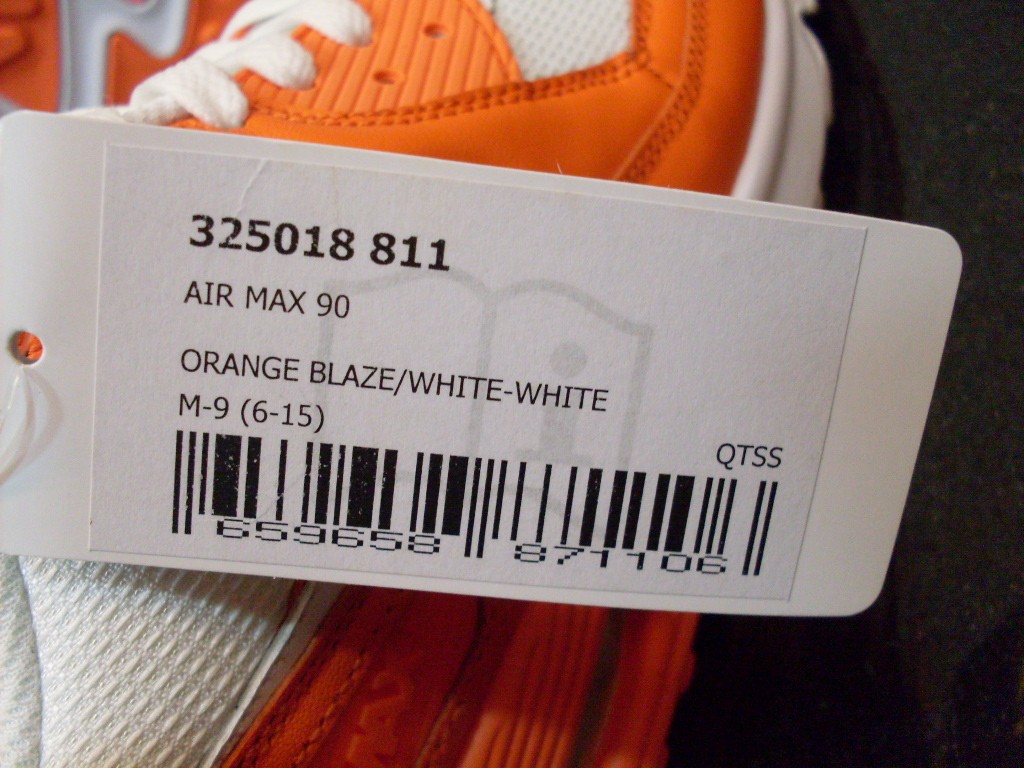 325018 811
AIR MAX 90
ORANGE BLAZE/WHITE-WHITE
M-9 (6-15)
QTSS
659658 871106